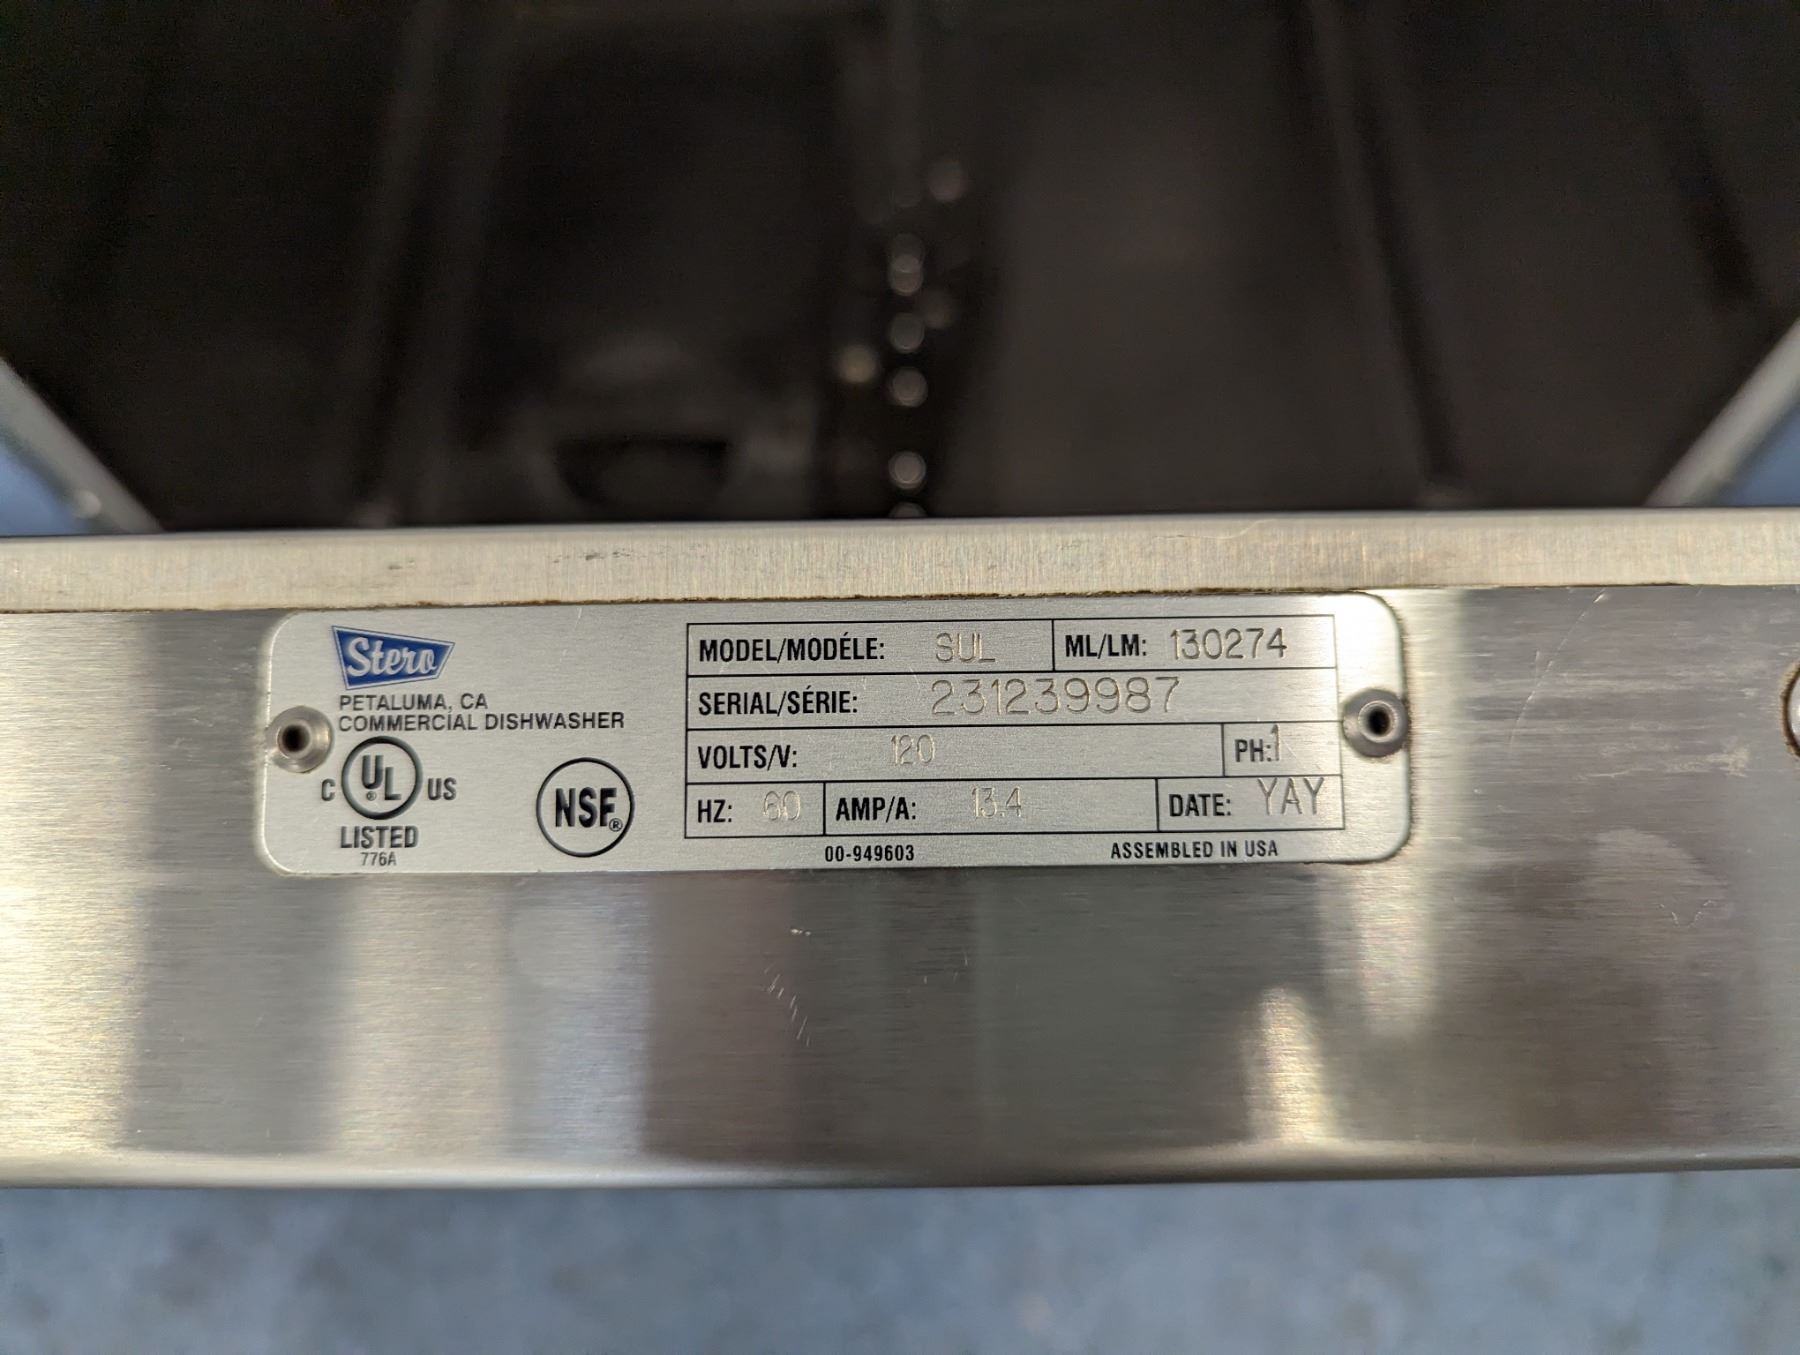 Stero
PETALUMA, CA
COMMERCIAL DISHWASHER
C UL® US
LISTED
776A
NSF®
MODEL/MODÉLE: SUL ML/LM: 130274
SERIAL/SÉRIE: 231239987
VOLTS/V: 120 PH:1
HZ: 60 AMP/A: 13.4 DATE: YAY
00-949603 ASSEMBLED IN USA